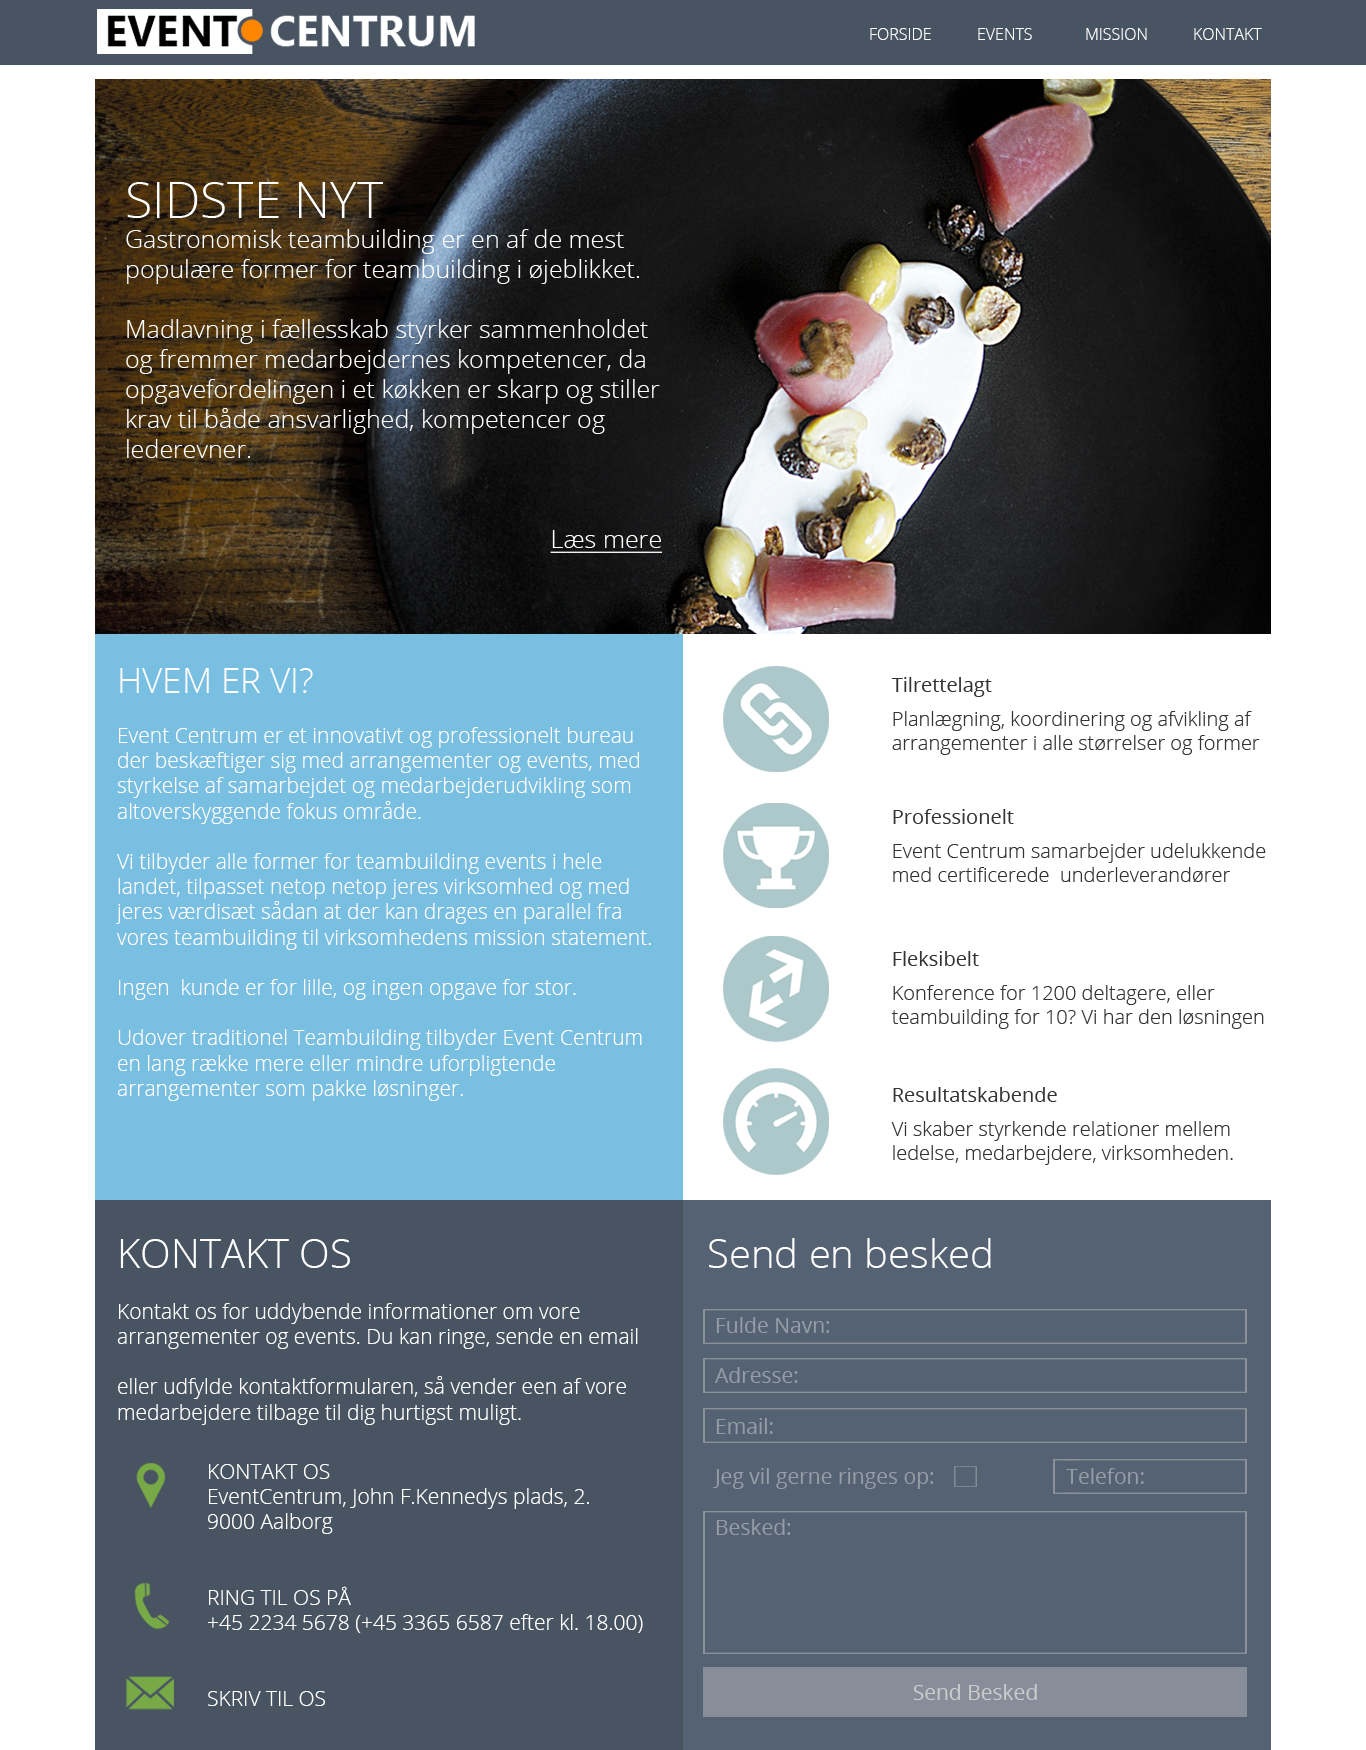 EVENT CENTRUM
FORSIDE EVENTS MISSION KONTAKT
SIDSTE NYT
Gastronomisk teambuilding er en af de mest
populære former for teambuilding i øjeblikket.
Madlavning i fællesskab styrker sammenholdet
og fremmer medarbejdernes kompetencer, da
opgavefordelingen i et køkken er skarp og stiller
krav til både ansvarlighed, kompetencer og
lederevner.
Læs mere
HVEM ER VI?
Event Centrum er et innovativt og professionelt bureau
der beskæftiger sig med arrangementer og events, med
styrkelse af samarbejdet og medarbejderudvikling som
altoverskyggende fokus område.
Vi tilbyder alle former for teambuilding events i hele
landet, tilpasset netop netop jeres virksomhed og med
jeres værdisæt sådan at der kan drages en parallel fra
vores teambuilding til virksomhedens mission statement.
Ingen  kunde er for lille, og ingen opgave for stor.
Udover traditionel Teambuilding tilbyder Event Centrum
en lang række mere eller mindre uforpligtende
arrangementer som pakke løsninger.
Tilrettelagt
Planlægning, koordinering og afvikling af
arrangementer i alle størrelser og former
Professionelt
Event Centrum samarbejder udelukkende
med certificerede  underleverandører
Fleksibelt
Konference for 1200 deltagere, eller
teambuilding for 10? Vi har den løsningen
Resultatskabende
Vi skaber styrkende relationer mellem
ledelse, medarbejdere, virksomheden.
KONTAKT OS
Kontakt os for uddybende informationer om vore
arrangementer og events. Du kan ringe, sende en email
eller udfylde kontaktformularen, så vender een af vore
medarbejdere tilbage til dig hurtigst muligt.
KONTAKT OS
EventCentrum, John F.Kennedys plads, 2.
9000 Aalborg
RING TIL OS PÅ
+45 2234 5678 (+45 3365 6587 efter kl. 18.00)
SKRIV TIL OS
Send en besked
Fulde Navn:
Adresse:
Email:
Jeg vil gerne ringes op: Telefon:
Besked:
Send Besked